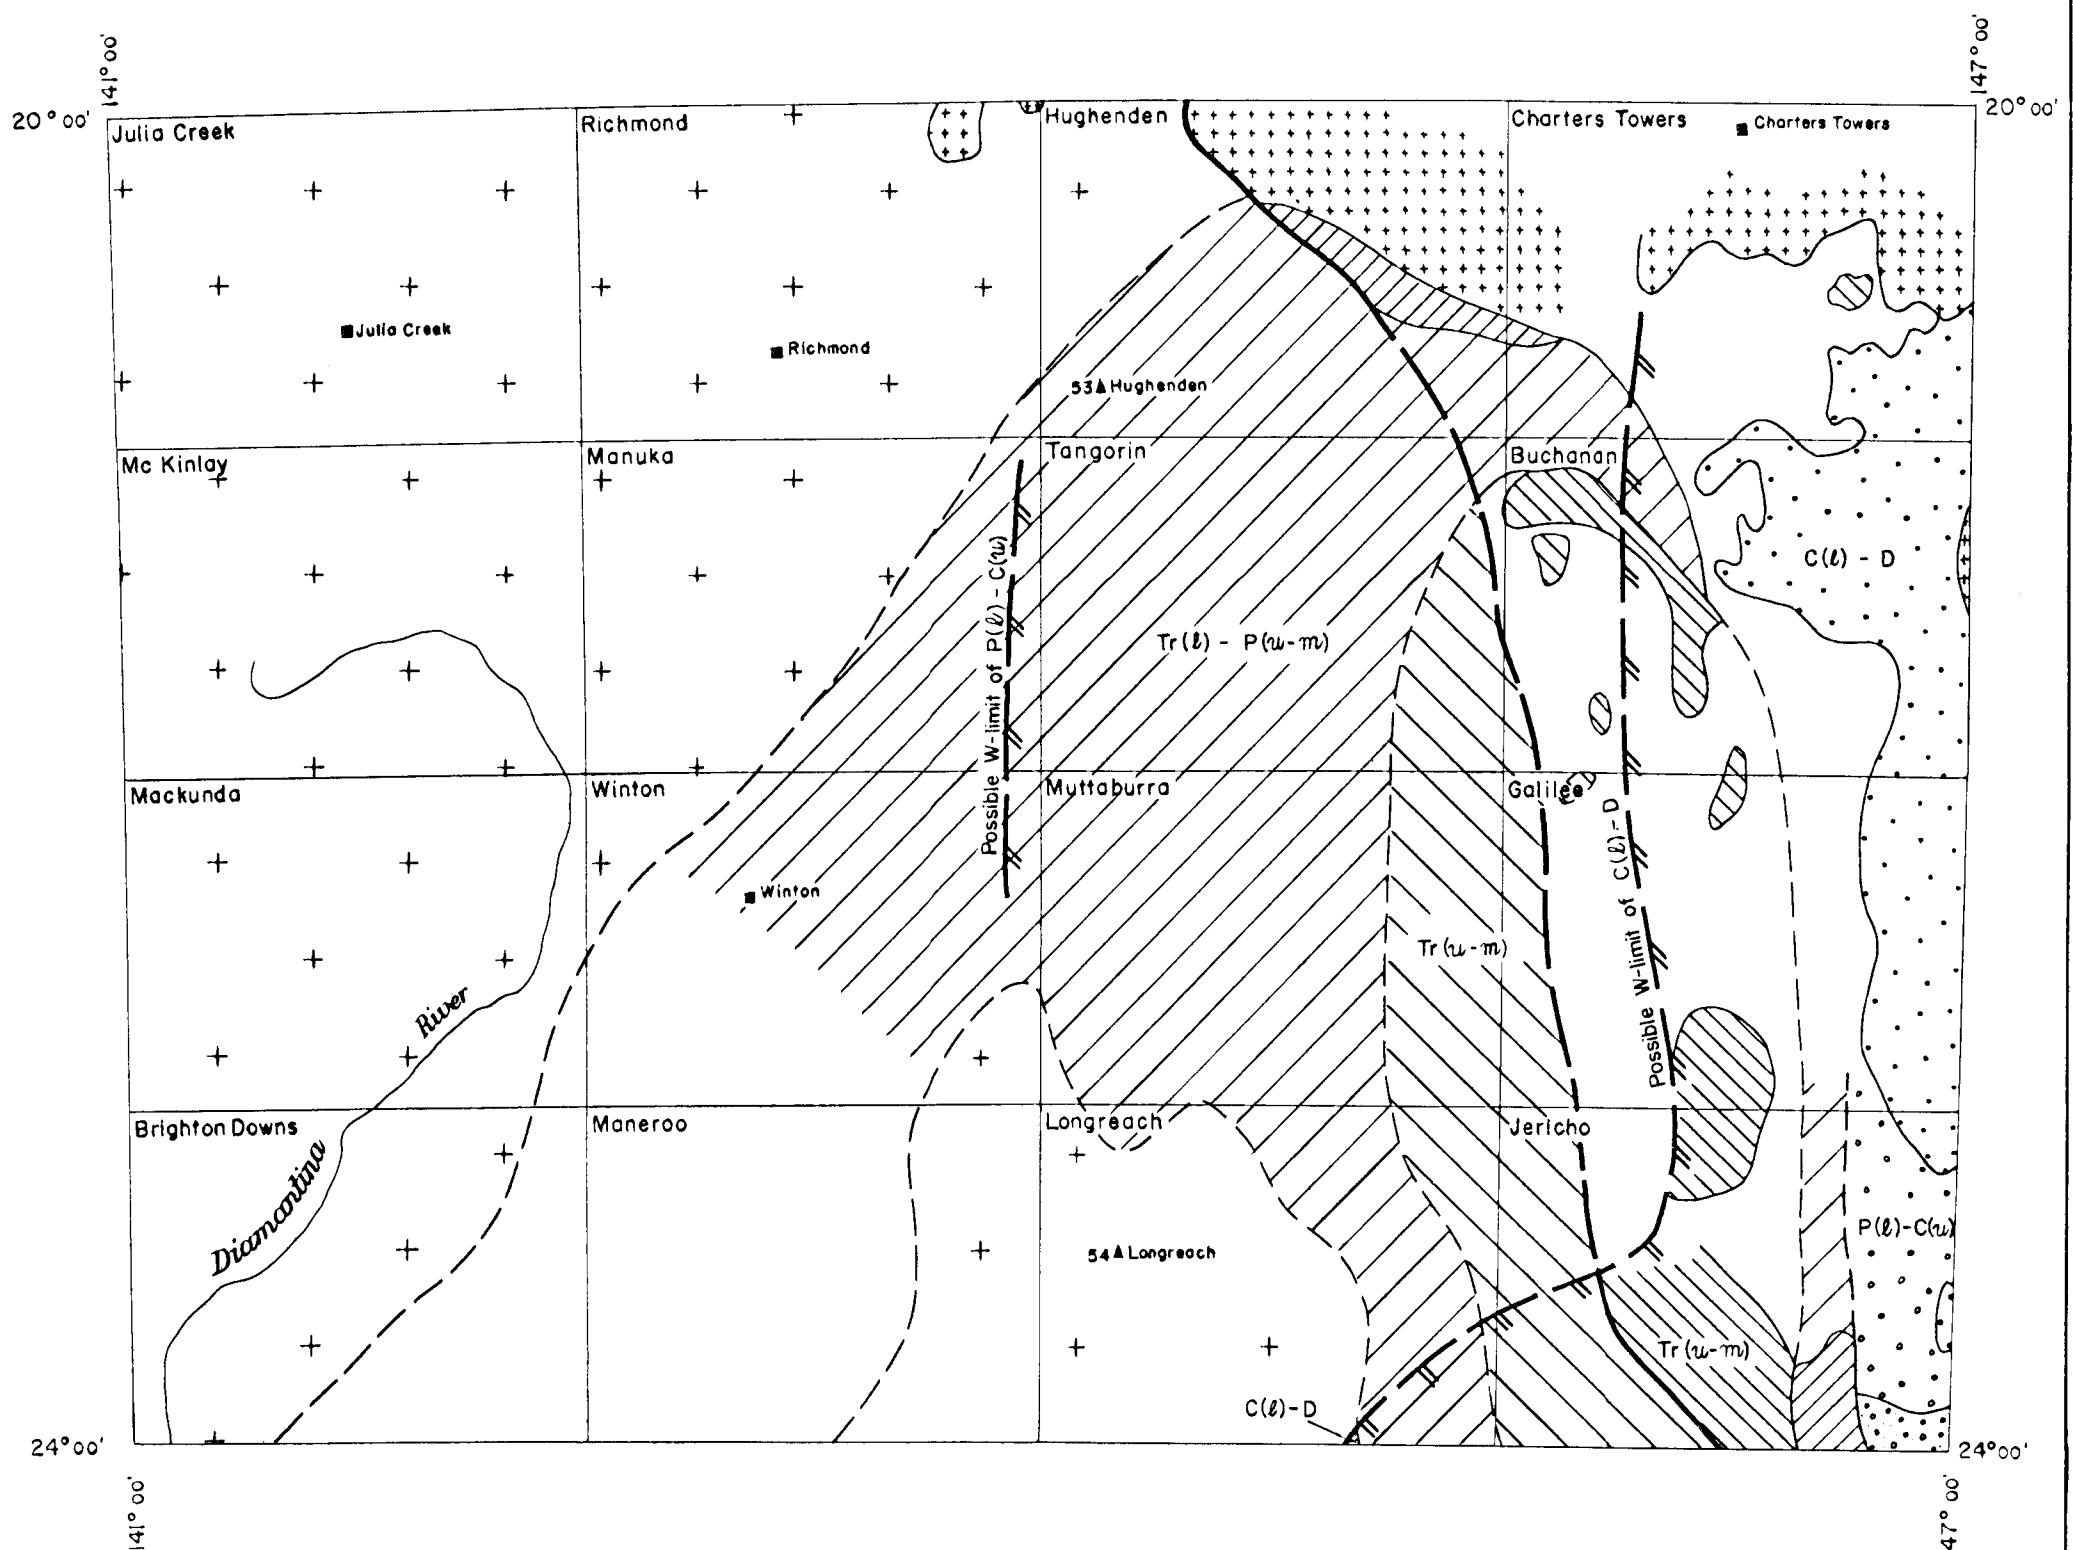 141°00'
147°00'
20°00'
20°00'
Julia Creek
Richmond
Hughenden
Charters Towers
Charters Towers
Julia Creek
Richmond
53 Hughenden
Mc Kinlay
Manuka
Tangorin
Buchanan
C(l) - D
Possible W-limit of P(l) - C(u)
Tr(l) - P(u-m)
Mackunda
Winton
Muttaburra
Galilee
Possible W-limit of C(l)-D
Winton
Tr(u-m)
River
Brighton Downs
Maneroo
Longreach
Jericho
Diamantina
P(l)-C(u)
54 Longreach
Tr(u-m)
C(l)-D
24°00'
24°00'
141°00'
47°00'